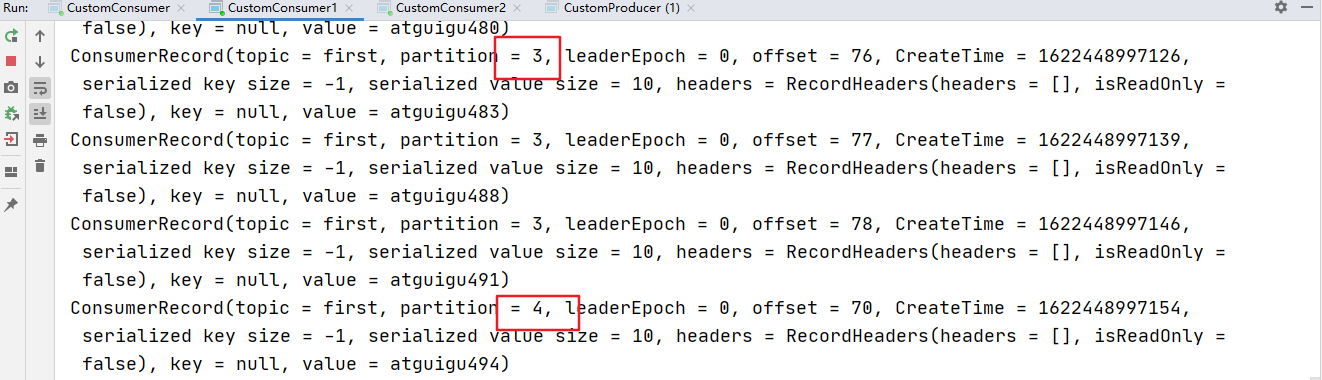 Run: CustomConsumer CustomConsumer1 CustomConsumer2 CustomProducer (1)
false), key = null, value = atguigu480)
ConsumerRecord(topic = first, partition = 3, leaderEpoch = 0, offset = 76, CreateTime = 1622448997126,
serialized key size = -1, serialized value size = 10, headers = RecordHeaders(headers = [], isReadOnly =
false), key = null, value = atguigu483)
ConsumerRecord(topic = first, partition = 3, leaderEpoch = 0, offset = 77, CreateTime = 1622448997139,
serialized key size = -1, serialized value size = 10, headers = RecordHeaders(headers = [], isReadOnly =
false), key = null, value = atguigu488)
ConsumerRecord(topic = first, partition = 3, leaderEpoch = 0, offset = 78, CreateTime = 1622448997146,
serialized key size = -1, serialized value size = 10, headers = RecordHeaders(headers = [], isReadOnly =
false), key = null, value = atguigu491)
ConsumerRecord(topic = first, partition = 4, leaderEpoch = 0, offset = 70, CreateTime = 1622448997154,
serialized key size = -1, serialized value size = 10, headers = RecordHeaders(headers = [], isReadOnly =
false), key = null, value = atguigu494)